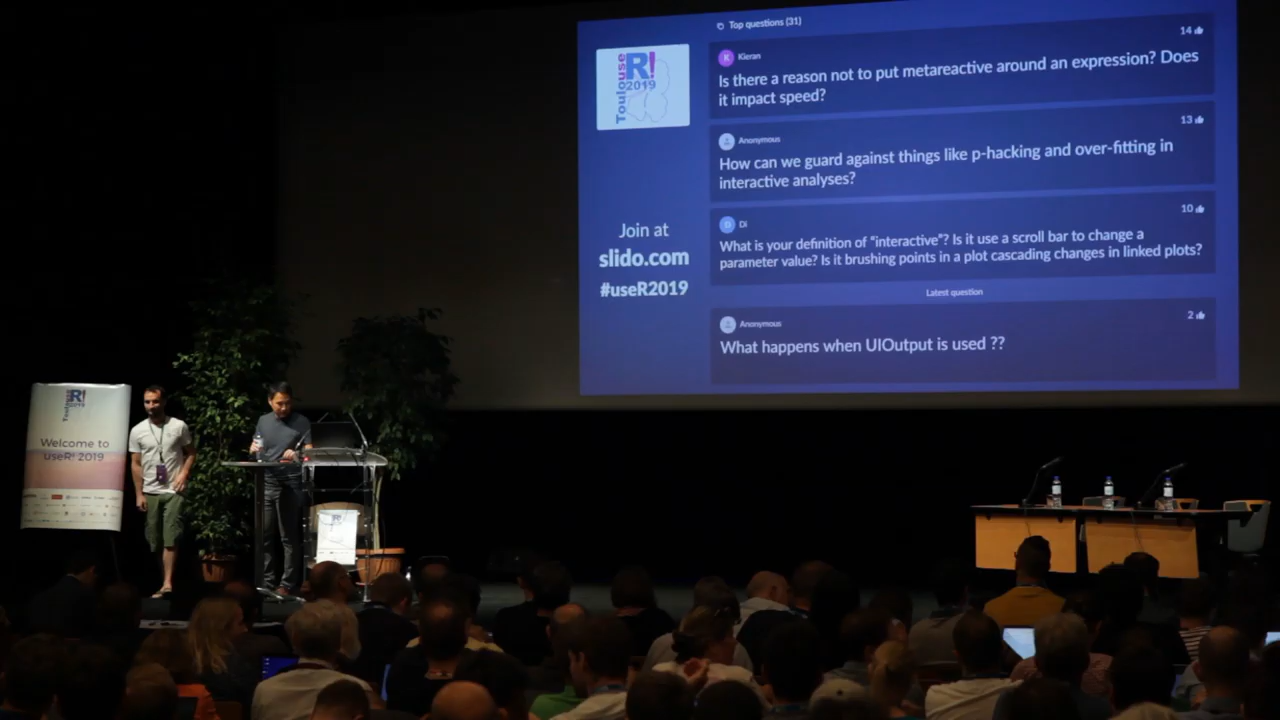 Top questions (31)
14
K
Kieran
Is there a reason not to put metareactive around an expression? Does
it impact speed?
13
Anonymous
How can we guard against things like p-hacking and over-fitting in
interactive analyses?
10
D
Di
What is your definition of "interactive"? Is it use a scroll bar to change a
parameter value? Is it brushing points in a plot cascading changes in linked plots?
Latest question
2
Anonymous
What happens when UIOutput is used ??
Toulouse
R!
2019
Join at
slido.com
#useR2019
Toulouse
R!
2019
Welcome to
useR! 2019
R